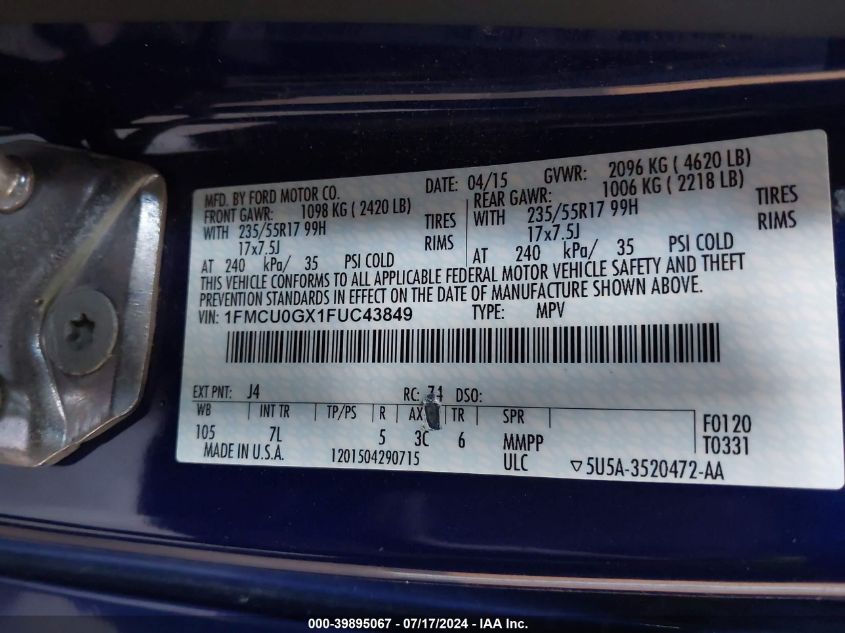 MFD. BY FORD MOTOR CO. DATE: 04/15 GVWR: 2096 KG ( 4620 LB)
FRONT GAWR: 1098 KG ( 2420 LB) REAR GAWR: 1006 KG ( 2218 LB)
WITH 235/55R17 99H TIRES WITH 235/55R17 99H TIRES
17x7.5J RIMS 17x7.5J RIMS
AT 240 kPa/ 35 PSI COLD AT 240 kPa/ 35 PSI COLD
THIS VEHICLE CONFORMS TO ALL APPLICABLE FEDERAL MOTOR VEHICLE SAFETY AND THEFT
PREVENTION STANDARDS IN EFFECT ON THE DATE OF MANUFACTURE SHOWN ABOVE.
VIN: 1FMCU0GX1FUC43849 TYPE: MPV
EXT PNT: J4 RC: 71 DSO:
WB INT TR TP/PS R AX TR SPR F0120
105 7L 5 3C 6 MMPP T0331
MADE IN U.S.A. 1201504290715 ULC ▽5U5A-3520472-AA
000-39895067 / 07/17/2024 / IAA, Inc.